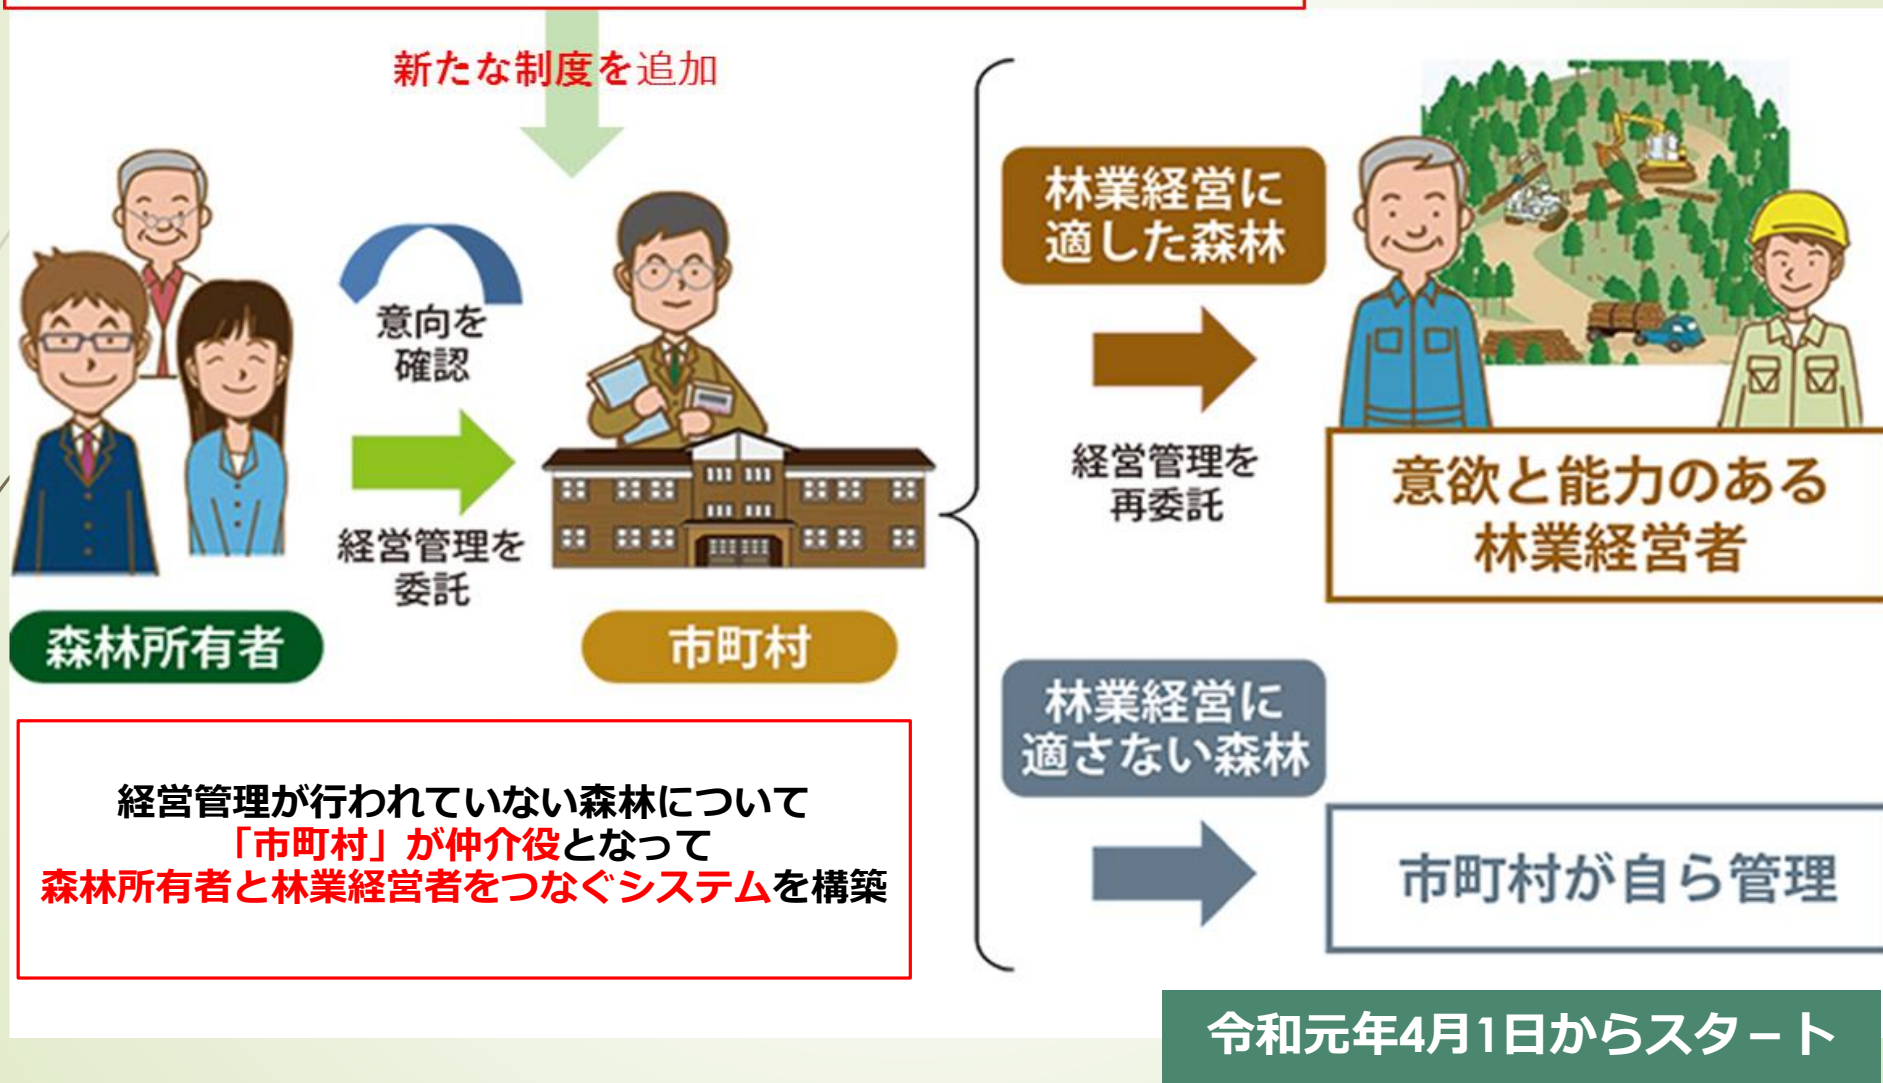 新たな制度を追加
意向を
確認
経営管理を
委託
森林所有者
市町村
林業経営に
適した森林
経営管理を
再委託
意欲と能力のある
林業経営者
林業経営に
適さない森林
市町村が自ら管理
経営管理が行われていない森林について
「市町村」が仲介役となって
森林所有者と林業経営者をつなぐシステムを構築
令和元年4月1日からスタート